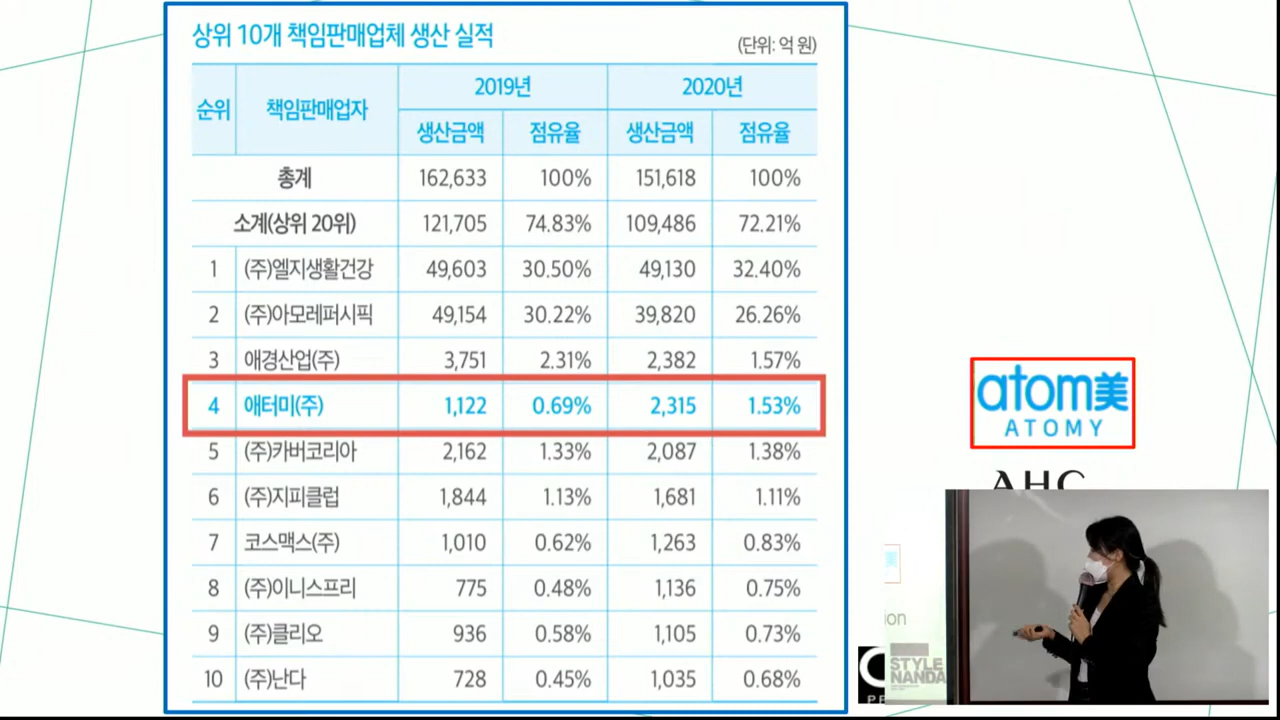 상위 10개 책임판매업체 생산 실적
(단위: 억 원)
순위 책임판매업자 2019년 2020년
생산금액 점유율 생산금액 점유율
총계 162,633 100% 151,618 100%
소계(상위 20위) 121,705 74.83% 109,486 72.21%
1 (주)엘지생활건강 49,603 30.50% 49,130 32.40%
2 (주)아모레퍼시픽 49,154 30.22% 39,820 26.26%
3 애경산업(주) 3,751 2.31% 2,382 1.57%
4 애터미(주) 1,122 0.69% 2,315 1.53%
5 (주)카버코리아 2,162 1.33% 2,087 1.38%
6 (주)지피클럽 1,844 1.13% 1,681 1.11%
7 코스맥스(주) 1,010 0.62% 1,263 0.83%
8 (주)이니스프리 775 0.48% 1,136 0.75%
9 (주)클리오 936 0.58% 1,105 0.73%
10 (주)난다 728 0.45% 1,035 0.68%
atom美
ATOMY
AHC
ion
STYLE
NANDA